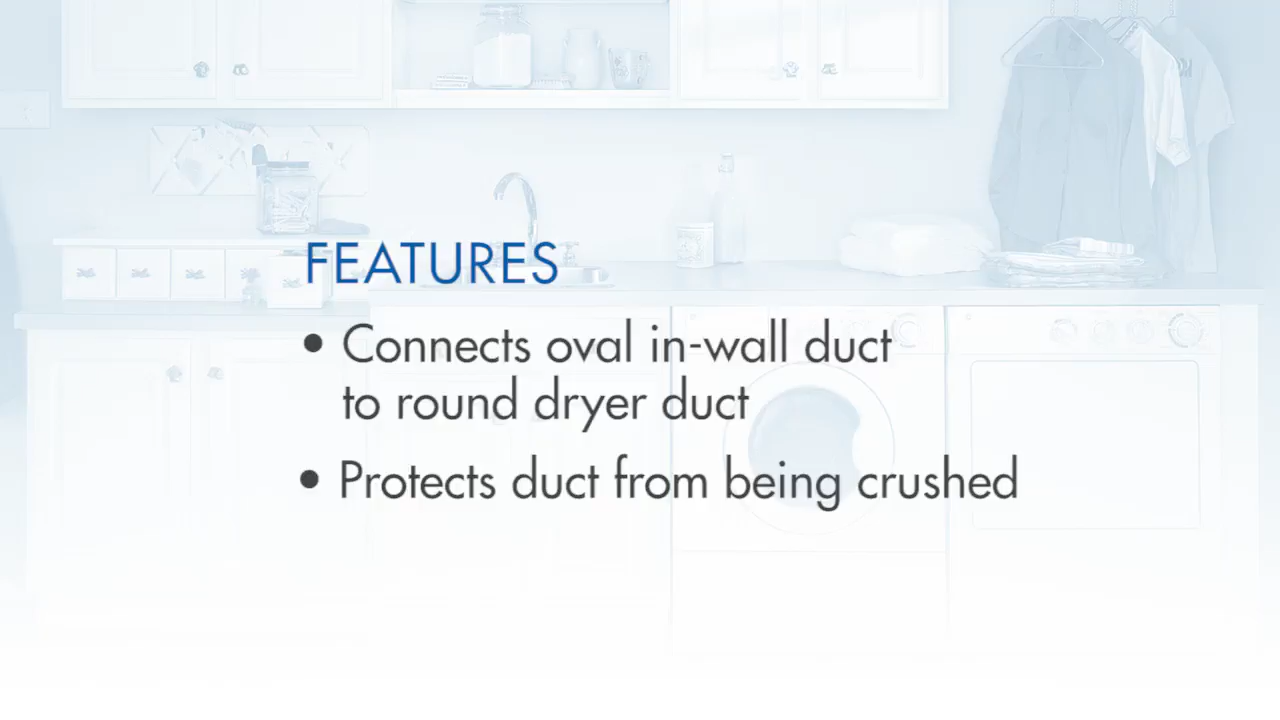 FEATURES
• Connects oval in-wall duct
to round dryer duct
• Protects duct from being crushed